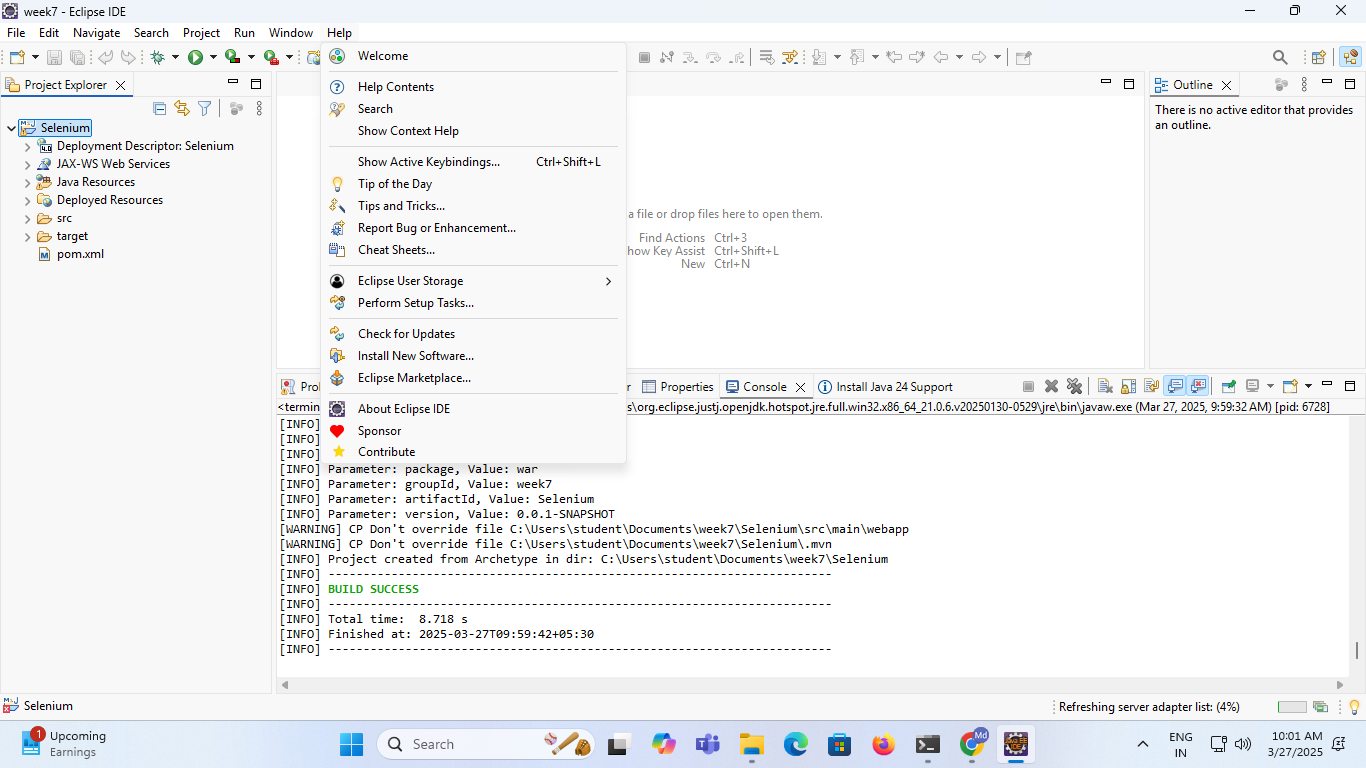 week7 - Eclipse IDE
File Edit Navigate Search Project Run Window Help
Project Explorer
Selenium
Deployment Descriptor: Selenium
JAX-WS Web Services
Java Resources
Deployed Resources
src
target
pom.xml
Welcome
Help Contents
Search
Show Context Help
Show Active Keybindings... Ctrl+Shift+L
Tip of the Day
Tips and Tricks...
Report Bug or Enhancement...
Cheat Sheets...
Eclipse User Storage
Perform Setup Tasks...
Check for Updates
Install New Software...
Eclipse Marketplace...
About Eclipse IDE
Sponsor
Contribute
a file or drop files here to open them.
Find Actions Ctrl+3
how Key Assist Ctrl+Shift+L
New Ctrl+N
Outline
There is no active editor that provides
an outline.
Pro r Properties Console Install Java 24 Support
<termin s\org.eclipse.justj.openjdk.hotspot.jre.full.win32.x86_64_21.0.6.v20250130-0529\jre\bin\javaw.exe (Mar 27, 2025, 9:59:32 AM) [pid: 6728]
[INFO]
[INFO]
[INFO]
[INFO] Parameter: package, Value: war
[INFO] Parameter: groupId, Value: week7
[INFO] Parameter: artifactId, Value: Selenium
[INFO] Parameter: version, Value: 0.0.1-SNAPSHOT
[WARNING] CP Don't override file C:\Users\student\Documents\week7\Selenium\src\main\webapp
[WARNING] CP Don't override file C:\Users\student\Documents\week7\Selenium\.mvn
[INFO] Project created from Archetype in dir: C:\Users\student\Documents\week7\Selenium
[INFO] ------------------------------------------------------------------------
[INFO] BUILD SUCCESS
[INFO] ------------------------------------------------------------------------
[INFO] Total time:  8.718 s
[INFO] Finished at: 2025-03-27T09:59:42+05:30
[INFO] ------------------------------------------------------------------------
Selenium
Refreshing server adapter list: (4%)
1
Upcoming
Earnings
Search
Md
ENG
IN
10:01 AM
3/27/2025